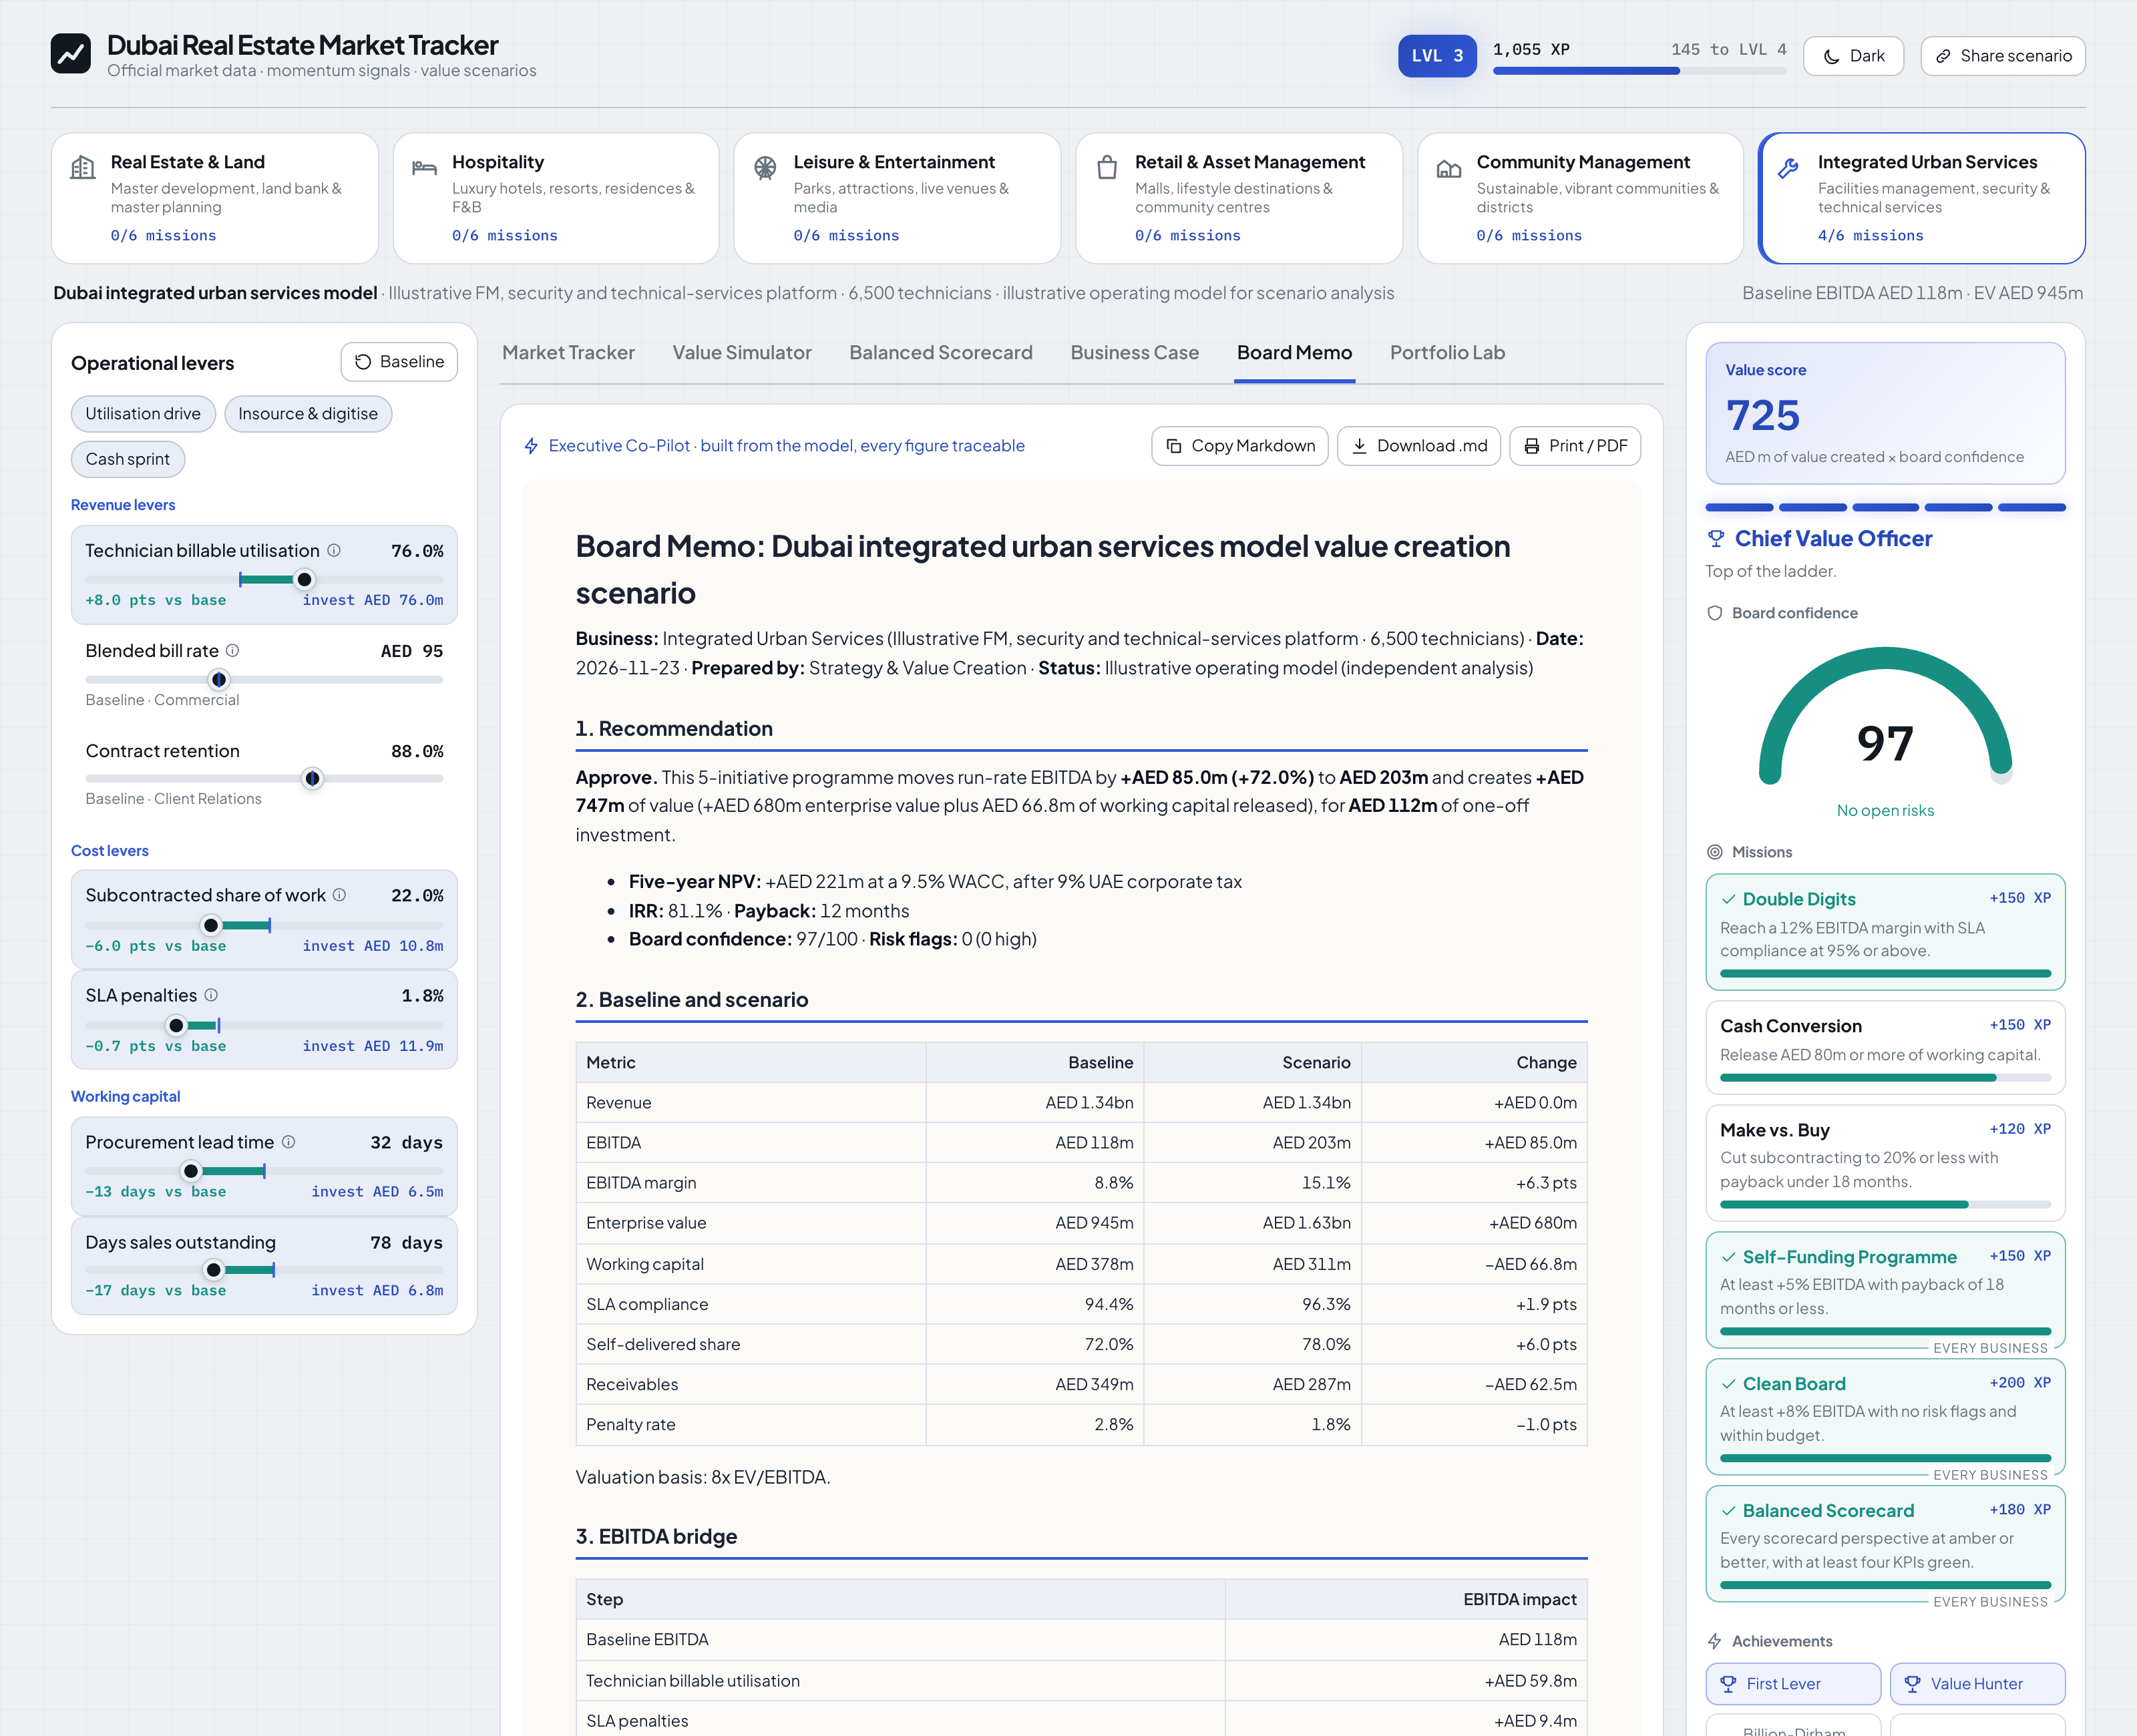 Dubai Real Estate Market Tracker
Official market data · momentum signals · value scenarios
LVL 3
1,055 XP
145 to LVL 4
Dark
Share scenario
Real Estate & Land
Master development, land bank &
master planning
0/6 missions
Hospitality
Luxury hotels, resorts, residences &
F&B
0/6 missions
Leisure & Entertainment
Parks, attractions, live venues &
media
0/6 missions
Retail & Asset Management
Malls, lifestyle destinations &
community centres
0/6 missions
Community Management
Sustainable, vibrant communities &
districts
0/6 missions
Integrated Urban Services
Facilities management, security &
technical services
4/6 missions
Dubai integrated urban services model · Illustrative FM, security and technical-services platform · 6,500 technicians · illustrative operating model for scenario analysis
Baseline EBITDA AED 118m · EV AED 945m
Operational levers
Baseline
Utilisation drive
Insource & digitise
Cash sprint
Revenue levers
Technician billable utilisation
76.0%
+8.0 pts vs base
invest AED 76.0m
Blended bill rate
AED 95
Baseline · Commercial
Contract retention
88.0%
Baseline · Client Relations
Cost levers
Subcontracted share of work
22.0%
−6.0 pts vs base
invest AED 10.8m
SLA penalties
1.8%
−0.7 pts vs base
invest AED 11.9m
Working capital
Procurement lead time
32 days
−13 days vs base
invest AED 6.5m
Days sales outstanding
78 days
−17 days vs base
invest AED 6.8m
Market Tracker
Value Simulator
Balanced Scorecard
Business Case
Board Memo
Portfolio Lab
Executive Co-Pilot · built from the model, every figure traceable
Copy Markdown
Download .md
Print / PDF
Board Memo: Dubai integrated urban services model value creation
scenario
Business: Integrated Urban Services (Illustrative FM, security and technical-services platform · 6,500 technicians) · Date:
2026-11-23 · Prepared by: Strategy & Value Creation · Status: Illustrative operating model (independent analysis)
1. Recommendation
Approve. This 5-initiative programme moves run-rate EBITDA by +AED 85.0m (+72.0%) to AED 203m and creates +AED
747m of value (+AED 680m enterprise value plus AED 66.8m of working capital released), for AED 112m of one-off
investment.
• Five-year NPV: +AED 221m at a 9.5% WACC, after 9% UAE corporate tax
• IRR: 81.1% · Payback: 12 months
• Board confidence: 97/100 · Risk flags: 0 (0 high)
2. Baseline and scenario
Metric Baseline Scenario Change
Revenue AED 1.34bn AED 1.34bn +AED 0.0m
EBITDA AED 118m AED 203m +AED 85.0m
EBITDA margin 8.8% 15.1% +6.3 pts
Enterprise value AED 945m AED 1.63bn +AED 680m
Working capital AED 378m AED 311m −AED 66.8m
SLA compliance 94.4% 96.3% +1.9 pts
Self-delivered share 72.0% 78.0% +6.0 pts
Receivables AED 349m AED 287m −AED 62.5m
Penalty rate 2.8% 1.8% −1.0 pts
Valuation basis: 8x EV/EBITDA.
3. EBITDA bridge
Step EBITDA impact
Baseline EBITDA AED 118m
Technician billable utilisation +AED 59.8m
SLA penalties +AED 9.4m
Value score
725
AED m of value created × board confidence
Chief Value Officer
Top of the ladder.
Board confidence
97
No open risks
Missions
Double Digits
+150 XP
Reach a 12% EBITDA margin with SLA
compliance at 95% or above.
Cash Conversion
+150 XP
Release AED 80m or more of working capital.
Make vs. Buy
+120 XP
Cut subcontracting to 20% or less with
payback under 18 months.
Self-Funding Programme
+150 XP
At least +5% EBITDA with payback of 18
months or less.
EVERY BUSINESS
Clean Board
+200 XP
At least +8% EBITDA with no risk flags and
within budget.
EVERY BUSINESS
Balanced Scorecard
+180 XP
Every scorecard perspective at amber or
better, with at least four KPIs green.
EVERY BUSINESS
Achievements
First Lever
Value Hunter
Billion-Dirham